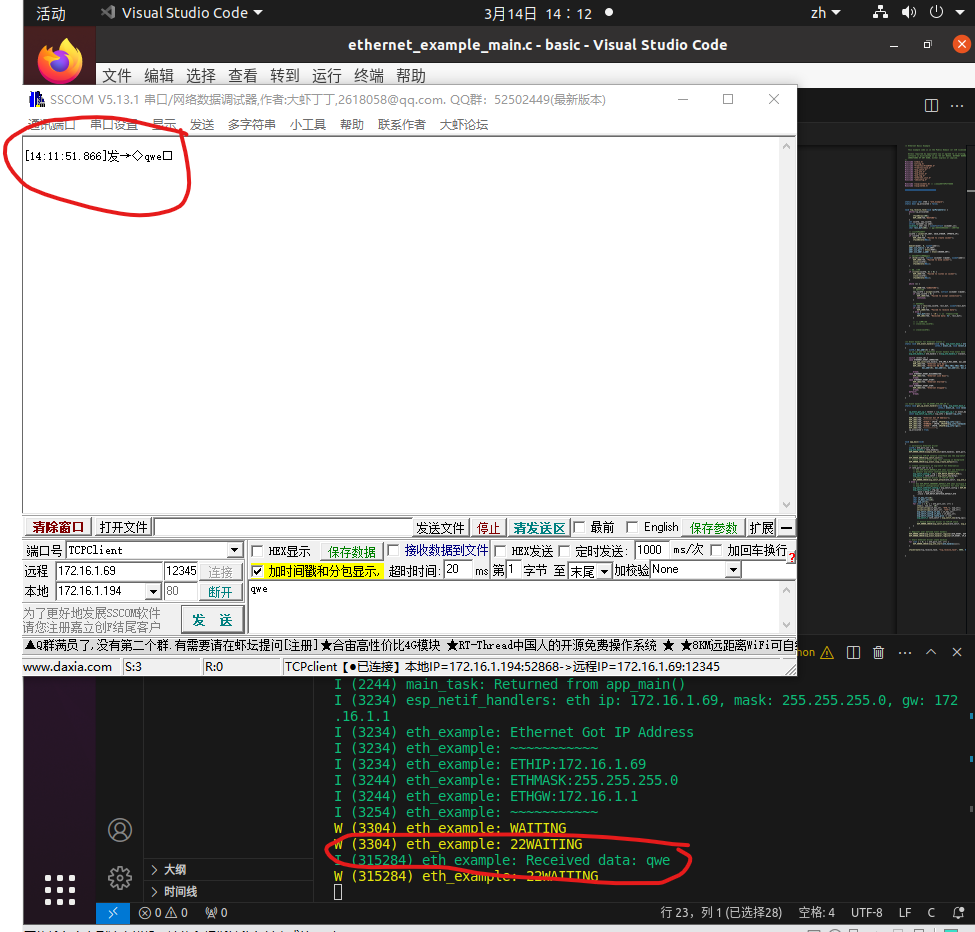 活动 Visual Studio Code 3月14日 14：12 zh
ethernet_example_main.c - basic - Visual Studio Code
文件 编辑 选择 查看 转到 运行 终端 帮助
SSCOM V5.13.1 串口/网络数据调试器,作者:大虾丁丁,2618058@qq.com. QQ群：52502449(最新版本)
通讯端口 串口设置 显示 发送 多字符串 小工具 帮助 联系作者 大虾论坛
[14:11:51.866]发→◇qwe□
清除窗口 打开文件 发送文件 停止 清发送区 最前 English 保存参数 扩展 —
端口号 TCPClient HEX显示 保存数据 接收数据到文件 HEX发送 定时发送: 1000 ms/次 加回车换行
远程 172.16.1.69 12345 连接 加时间戳和分包显示, 超时时间: 20 ms 第 1 字节 至 末尾 加校验 None
本地 172.16.1.194 80 断开
qwe
为了更好地发展SSCOM软件
请您注册嘉立创F结尾客户
发 送
▲Q群满员了,没有第二个群.有需要请在虾坛提问[注册]★合宙高性价比4G模块 ★RT-Thread中国人的开源免费操作系统 ★ ★8KM远距离WiFi可自
www.daxia.com S:3 R:0 TCPclient【●已连接】本地IP=172.16.1.194:52868->远程IP=172.16.1.69:12345
hon
I (2244) main_task: Returned from app_main()
I (3234) esp_netif_handlers: eth ip: 172.16.1.69, mask: 255.255.255.0, gw: 172
.16.1.1
I (3234) eth_example: Ethernet Got IP Address
I (3234) eth_example: ~~~~~~~~~~~
I (3234) eth_example: ETHIP:172.16.1.69
I (3244) eth_example: ETHMASK:255.255.255.0
I (3244) eth_example: ETHGW:172.16.1.1
I (3254) eth_example: ~~~~~~~~~~~
W (3304) eth_example: WAITING
W (3304) eth_example: 22WAITING
I (315284) eth_example: Received data: qwe
W (315284) eth_example: 22WAITING
大纲
时间线
0 0 0 行 23，列 1 (已选择28) 空格: 4 UTF-8 LF C